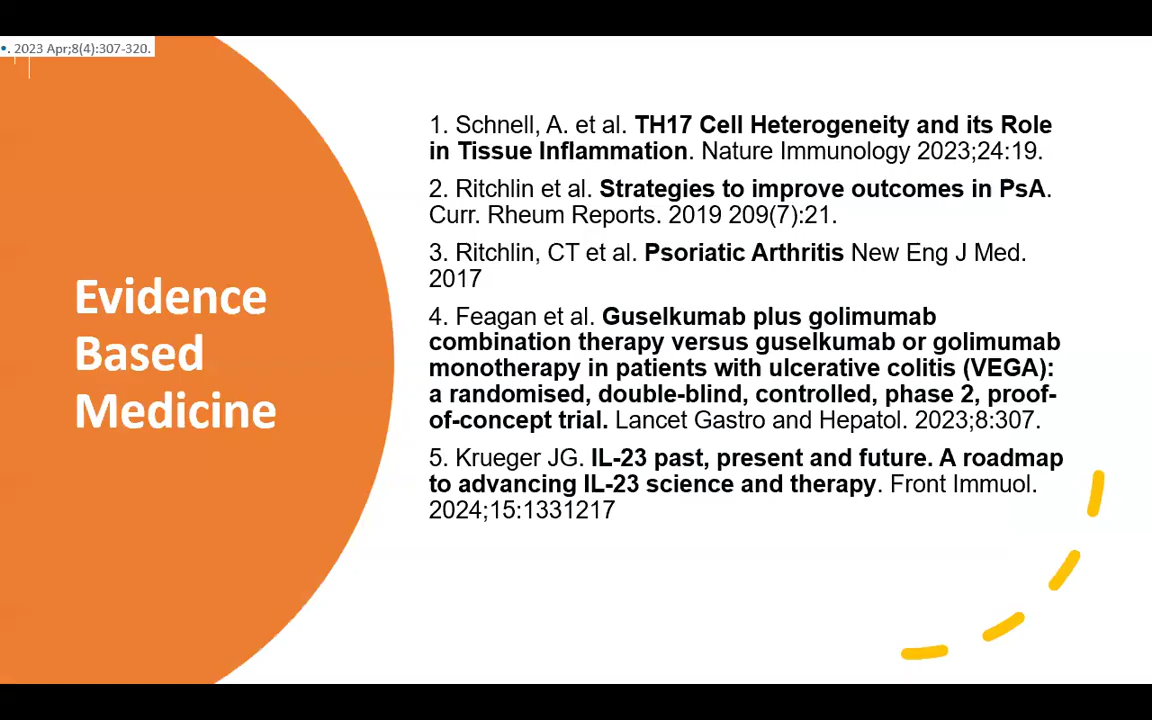 •. 2023 Apr;8(4):307-320.
Evidence
Based
Medicine
1. Schnell, A. et al. TH17 Cell Heterogeneity and its Role
in Tissue Inflammation. Nature Immunology 2023;24:19.
2. Ritchlin et al. Strategies to improve outcomes in PsA.
Curr. Rheum Reports. 2019 209(7):21.
3. Ritchlin, CT et al. Psoriatic Arthritis New Eng J Med.
2017
4. Feagan et al. Guselkumab plus golimumab
combination therapy versus guselkumab or golimumab
monotherapy in patients with ulcerative colitis (VEGA):
a randomised, double-blind, controlled, phase 2, proof-
of-concept trial. Lancet Gastro and Hepatol. 2023;8:307.
5. Krueger JG. IL-23 past, present and future. A roadmap
to advancing IL-23 science and therapy. Front Immuol.
2024;15:1331217